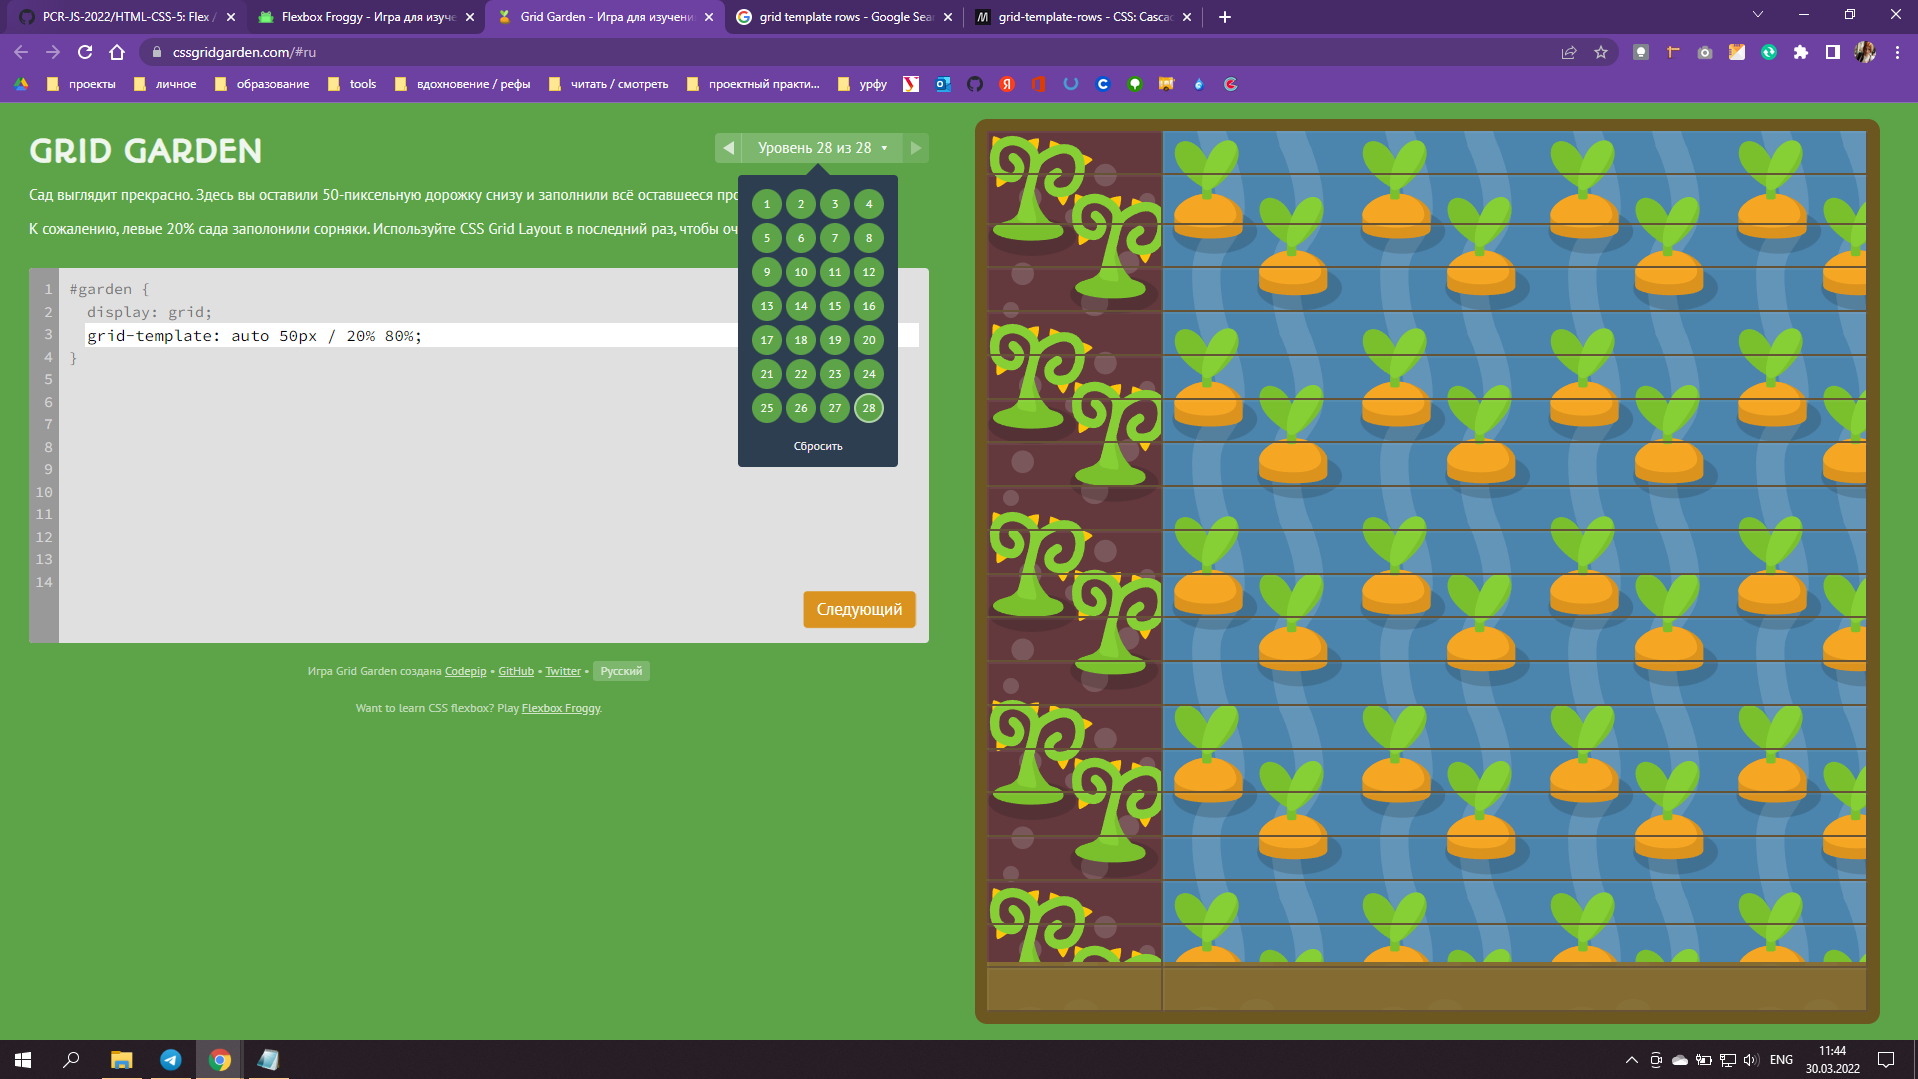 PCR-JS-2022/HTML-CSS-5: Flex /
Flexbox Froggy - Игра для изуче
Grid Garden - Игра для изучени
grid template rows - Google Sea
grid-template-rows - CSS: Casca
cssgridgarden.com/#ru
проекты
личное
образование
tools
вдохновение / рефы
читать / смотреть
проектный практи...
урфу
GRID GARDEN
Уровень 28 из 28
Сад выглядит прекрасно. Здесь вы оставили 50-пиксельную дорожку снизу и заполнили всё оставшееся про
К сожалению, левые 20% сада заполонили сорняки. Используйте CSS Grid Layout в последний раз, чтобы оч
1 2 3 4
5 6 7 8
9 10 11 12
13 14 15 16
17 18 19 20
21 22 23 24
25 26 27 28
Сбросить
1 #garden {
2 display: grid;
3 grid-template: auto 50px / 20% 80%;
4 }
5
6
7
8
9
10
11
12
13
14
Следующий
Игра Grid Garden создана Codepip • GitHub • Twitter • Русский
Want to learn CSS flexbox? Play Flexbox Froggy.
ENG
11:44
30.03.2022